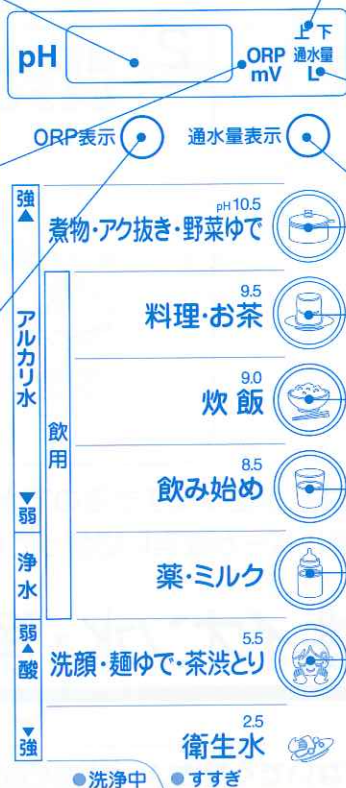 上 下
pH
ORP 通水量
mV L
ORP表示 通水量表示
強▲
アルカリ水
▼弱
浄水
弱▲
酸
▼強
飲用
pH10.5
煮物・アク抜き・野菜ゆで
9.5
料理・お茶
9.0
炊飯
8.5
飲み始め
薬・ミルク
5.5
洗顔・麺ゆで・茶渋とり
2.5
衛生水
●洗浄中 ●すすぎ